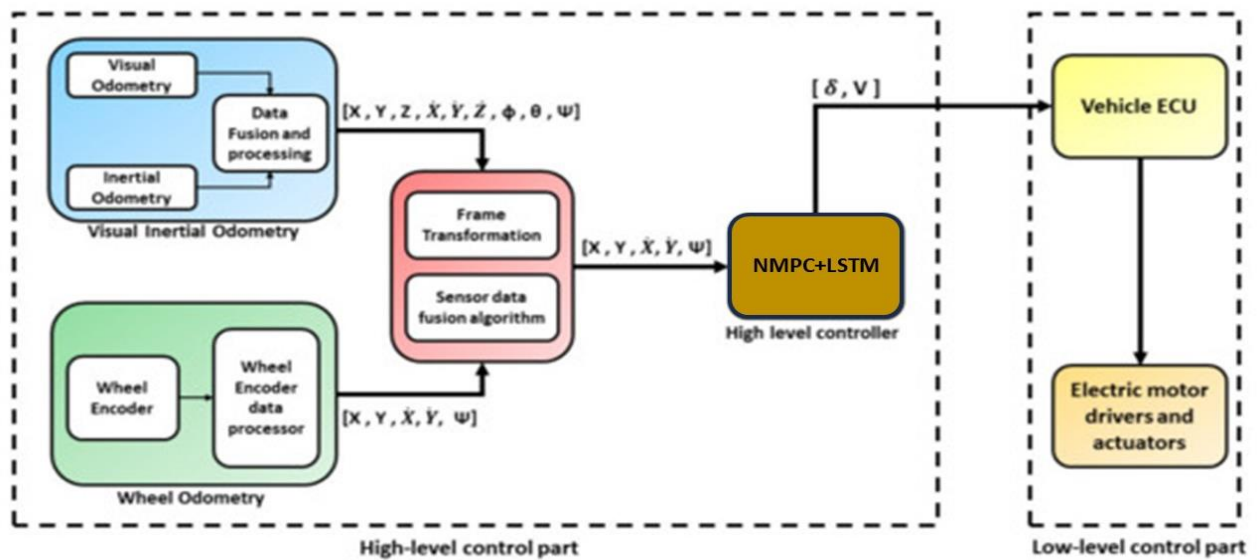 Visual
Odometry
Data
Fusion and
processing
Inertial
Odometry
Visual Inertial Odometry
[X , Y , Z , Ẋ, Ẏ, Ż , ϕ , θ , Ψ]
Frame
Transformation
Sensor data
fusion algorithm
Wheel
Encoder
Wheel
Encoder
data
processor
Wheel Odometry
[X , Y , Ẋ, Ẏ, Ψ]
[X , Y , Ẋ, Ẏ, Ψ]
NMPC+LSTM
High level controller
[ δ , V ]
High-level control part
Vehicle ECU
Electric motor
drivers and
actuators
Low-level control part